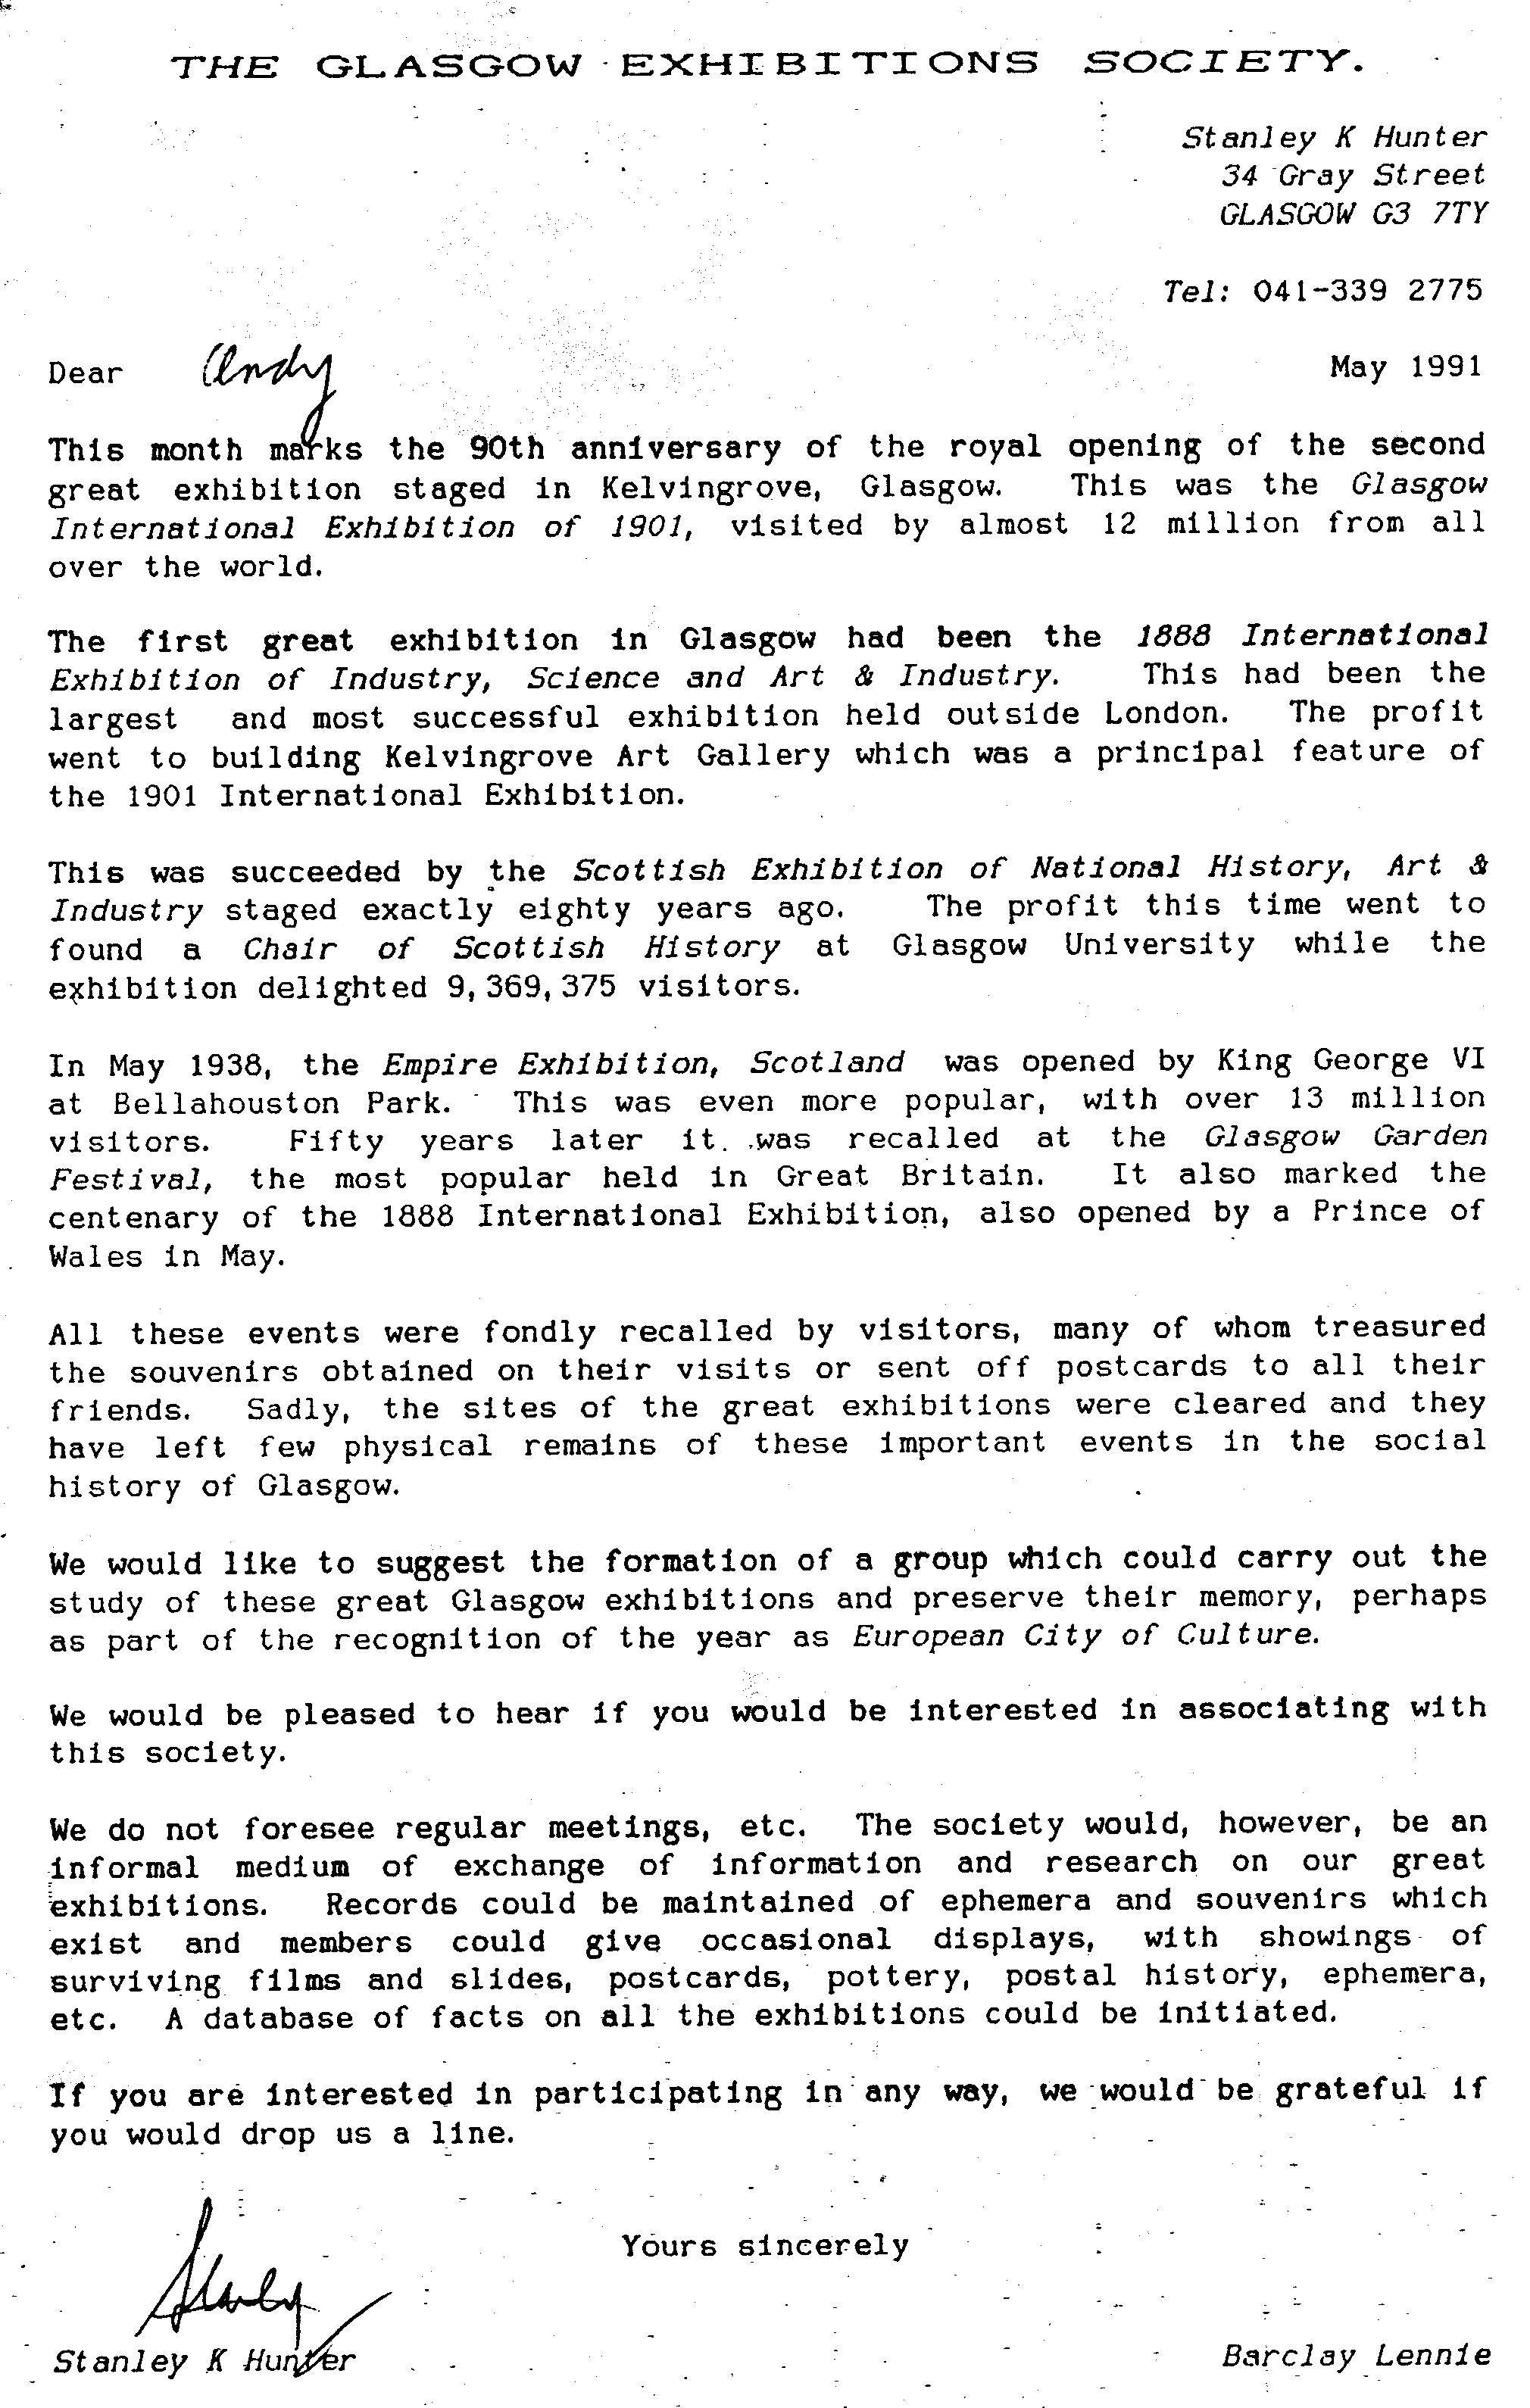 THE GLASGOW EXHIBITIONS SOCIETY.
Stanley K Hunter
34 Gray Street
GLASGOW G3 7TY
Tel: 041-339 2775
Dear Andy
May 1991
This month marks the 90th anniversary of the royal opening of the second
great exhibition staged in Kelvingrove, Glasgow. This was the Glasgow
International Exhibition of 1901, visited by almost 12 million from all
over the world.
The first great exhibition in Glasgow had been the 1888 International
Exhibition of Industry, Science and Art & Industry. This had been the
largest and most successful exhibition held outside London. The profit
went to building Kelvingrove Art Gallery which was a principal feature of
the 1901 International Exhibition.
This was succeeded by the Scottish Exhibition of National History, Art &
Industry staged exactly eighty years ago. The profit this time went to
found a Chair of Scottish History at Glasgow University while the
exhibition delighted 9,369,375 visitors.
In May 1938, the Empire Exhibition, Scotland was opened by King George VI
at Bellahouston Park. This was even more popular, with over 13 million
visitors. Fifty years later it was recalled at the Glasgow Garden
Festival, the most popular held in Great Britain. It also marked the
centenary of the 1888 International Exhibition, also opened by a Prince of
Wales in May.
All these events were fondly recalled by visitors, many of whom treasured
the souvenirs obtained on their visits or sent off postcards to all their
friends. Sadly, the sites of the great exhibitions were cleared and they
have left few physical remains of these important events in the social
history of Glasgow.
We would like to suggest the formation of a group which could carry out the
study of these great Glasgow exhibitions and preserve their memory, perhaps
as part of the recognition of the year as European City of Culture.
We would be pleased to hear if you would be interested in associating with
this society.
We do not foresee regular meetings, etc. The society would, however, be an
informal medium of exchange of information and research on our great
exhibitions. Records could be maintained of ephemera and souvenirs which
exist and members could give occasional displays, with showings of
surviving films and slides, postcards, pottery, postal history, ephemera,
etc. A database of facts on all the exhibitions could be initiated.
If you are interested in participating in any way, we would be grateful if
you would drop us a line.
Yours sincerely
Stanley
Stanley K Hunter
Barclay Lennie